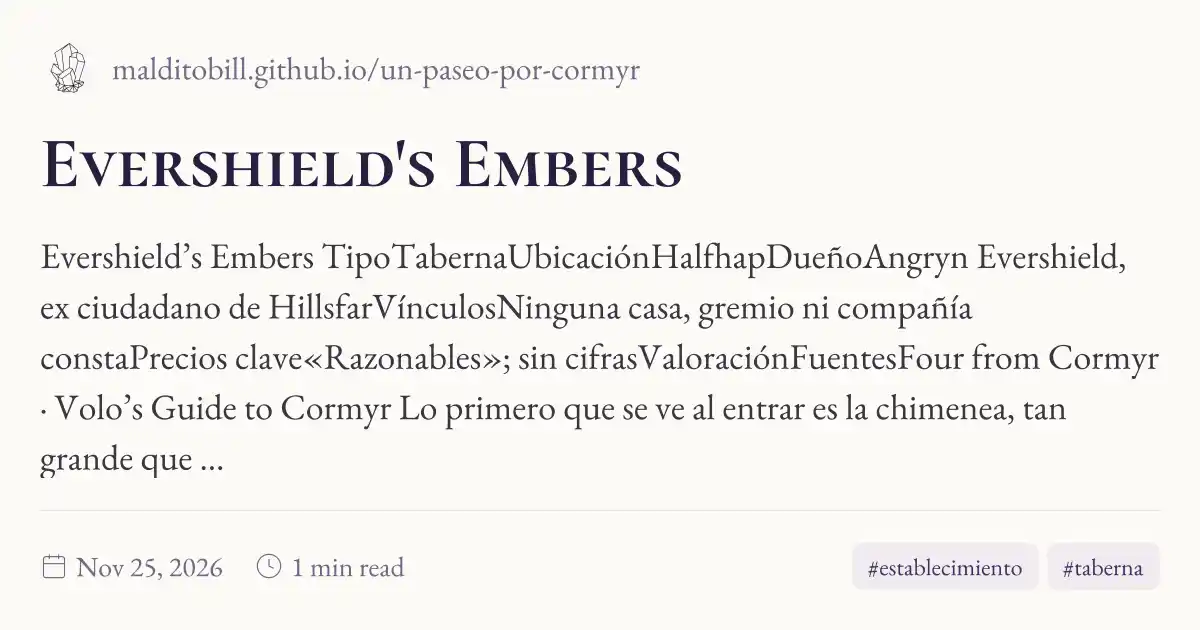 malditobill.github.io/un-paseo-por-cormyr
Evershield's Embers
Evershield’s Embers TipoTabernaUbicaciónHalfhapDueñoAngryn Evershield,
ex ciudadano de HillsfarVínculosNinguna casa, gremio ni compañía
constaPrecios clave«Razonables»; sin cifrasValoraciónFuentesFour from Cormyr
· Volo’s Guide to Cormyr Lo primero que se ve al entrar es la chimenea, tan
grande que ...
Nov 25, 2026
1 min read
#establecimiento
#taberna